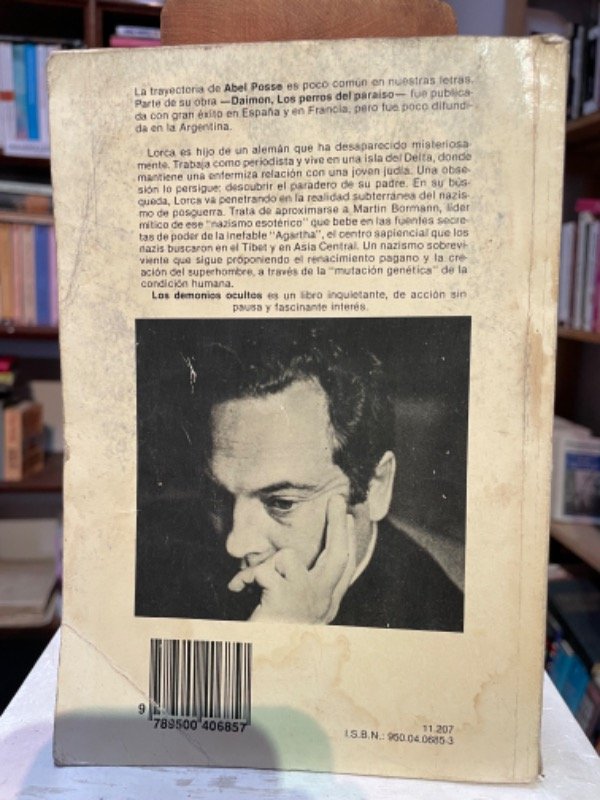 La trayectoria de Abel Posse es poco común en nuestras letras.
Parte de su obra —Daimon, Los perros del paraíso— fue publica-
da con gran éxito en España y en Francia, pero fue poco difundi-
da en la Argentina.
Lorca es hijo de un alemán que ha desaparecido misteriosa-
mente. Trabaja como periodista y vive en una isla del Delta, donde
mantiene una enfermiza relación con una joven judía. Una obse-
sión lo persigue: descubrir el paradero de su padre. En su bús-
queda, Lorca va penetrando en la realidad subterránea del nazis-
mo de posguerra. Trata de aproximarse a Martin Bormann, líder
mítico de ese "nazismo esotérico" que bebe en las fuentes secre-
tas de poder de la inefable "Agartha", el centro sapiencial que los
nazis buscaron en el Tibet y en Asia Central. Un nazismo sobrevi-
viente que sigue proponiendo el renacimiento pagano y la cre-
ación del superhombre, a través de la "mutación genética" de la
condición humana.
Los demonios ocultos es un libro inquietante, de acción sin
pausa y fascinante interés.
9 789500 406857
11.207
I.S.B.N.: 950.04.0685-3